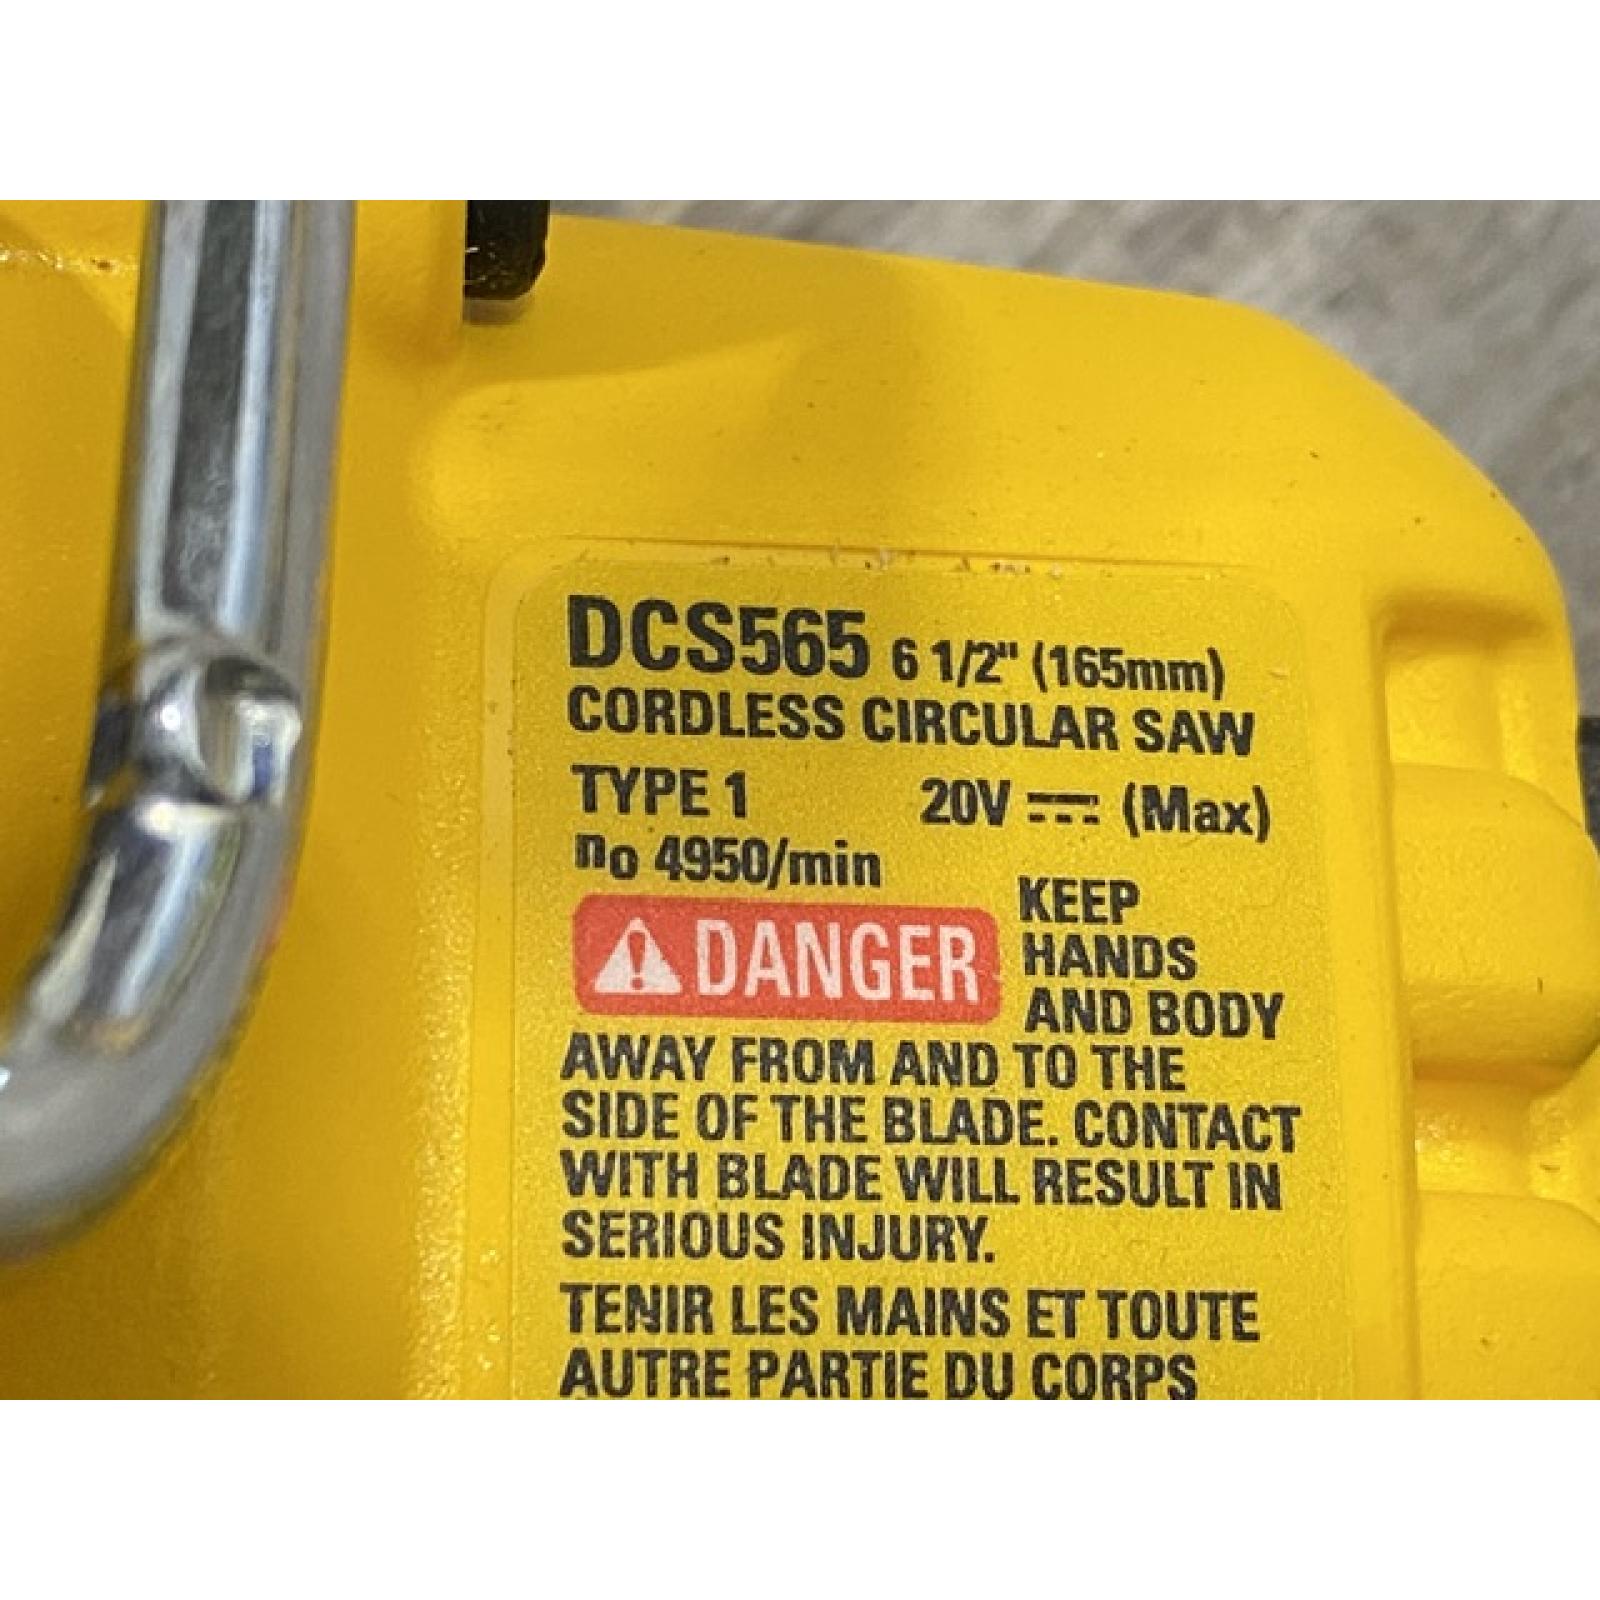 DCS565 6 1/2" (165mm)
CORDLESS CIRCULAR SAW
TYPE 1 20V ⎓ (Max)
no 4950/min
⚠ DANGER KEEP
HANDS
AND BODY
AWAY FROM AND TO THE
SIDE OF THE BLADE. CONTACT
WITH BLADE WILL RESULT IN
SERIOUS INJURY.
TENIR LES MAINS ET TOUTE
AUTRE PARTIE DU CORPS